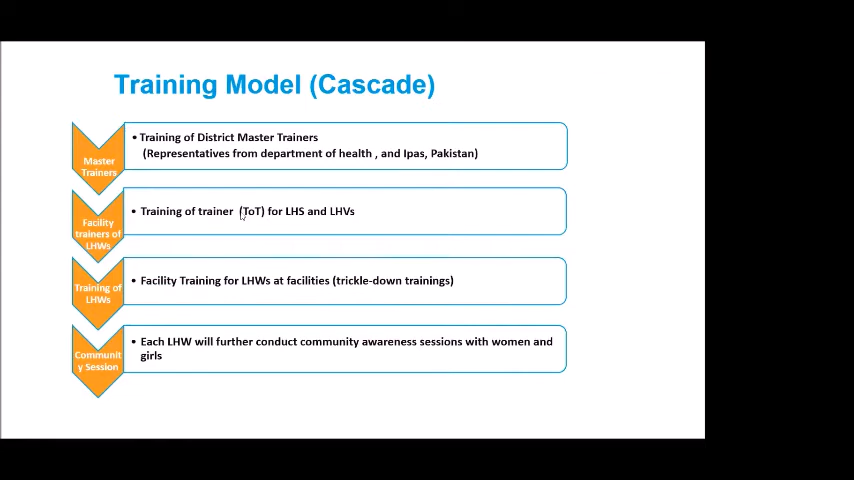 Training Model (Cascade)
Master
Trainers
• Training of District Master Trainers
(Representatives from department of health , and Ipas, Pakistan)
Facility
trainers of
LHWs
• Training of trainer (ToT) for LHS and LHVs
Training of
LHWs
• Facility Training for LHWs at facilities (trickle-down trainings)
Communit
y Session
• Each LHW will further conduct community awareness sessions with women and
girls